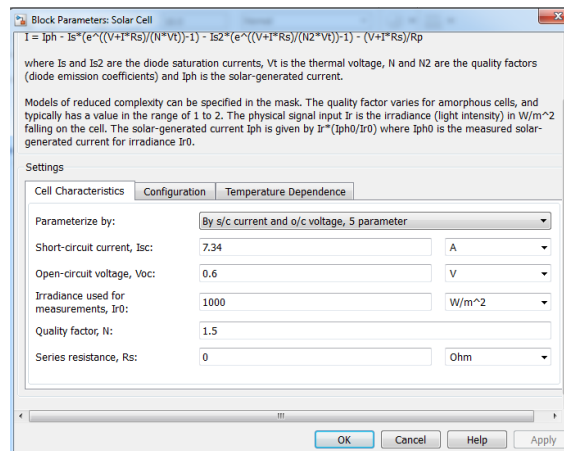 Block Parameters: Solar Cell
I = Iph - Is*(e^((V+I*Rs)/(N*Vt))-1) - Is2*(e^((V+I*Rs)/(N2*Vt))-1) - (V+I*Rs)/Rp
where Is and Is2 are the diode saturation currents, Vt is the thermal voltage, N and N2 are the quality factors
(diode emission coefficients) and Iph is the solar-generated current.
Models of reduced complexity can be specified in the mask. The quality factor varies for amorphous cells, and
typically has a value in the range of 1 to 2. The physical signal input Ir is the irradiance (light intensity) in W/m^2
falling on the cell. The solar-generated current Iph is given by Ir*(Iph0/Ir0) where Iph0 is the measured solar-
generated current for irradiance Ir0.
Settings
Cell Characteristics Configuration Temperature Dependence
Parameterize by: By s/c current and o/c voltage, 5 parameter
Short-circuit current, Isc: 7.34 A
Open-circuit voltage, Voc: 0.6 V
Irradiance used for
measurements, Ir0: 1000 W/m^2
Quality factor, N: 1.5
Series resistance, Rs: 0 Ohm
OK Cancel Help Apply